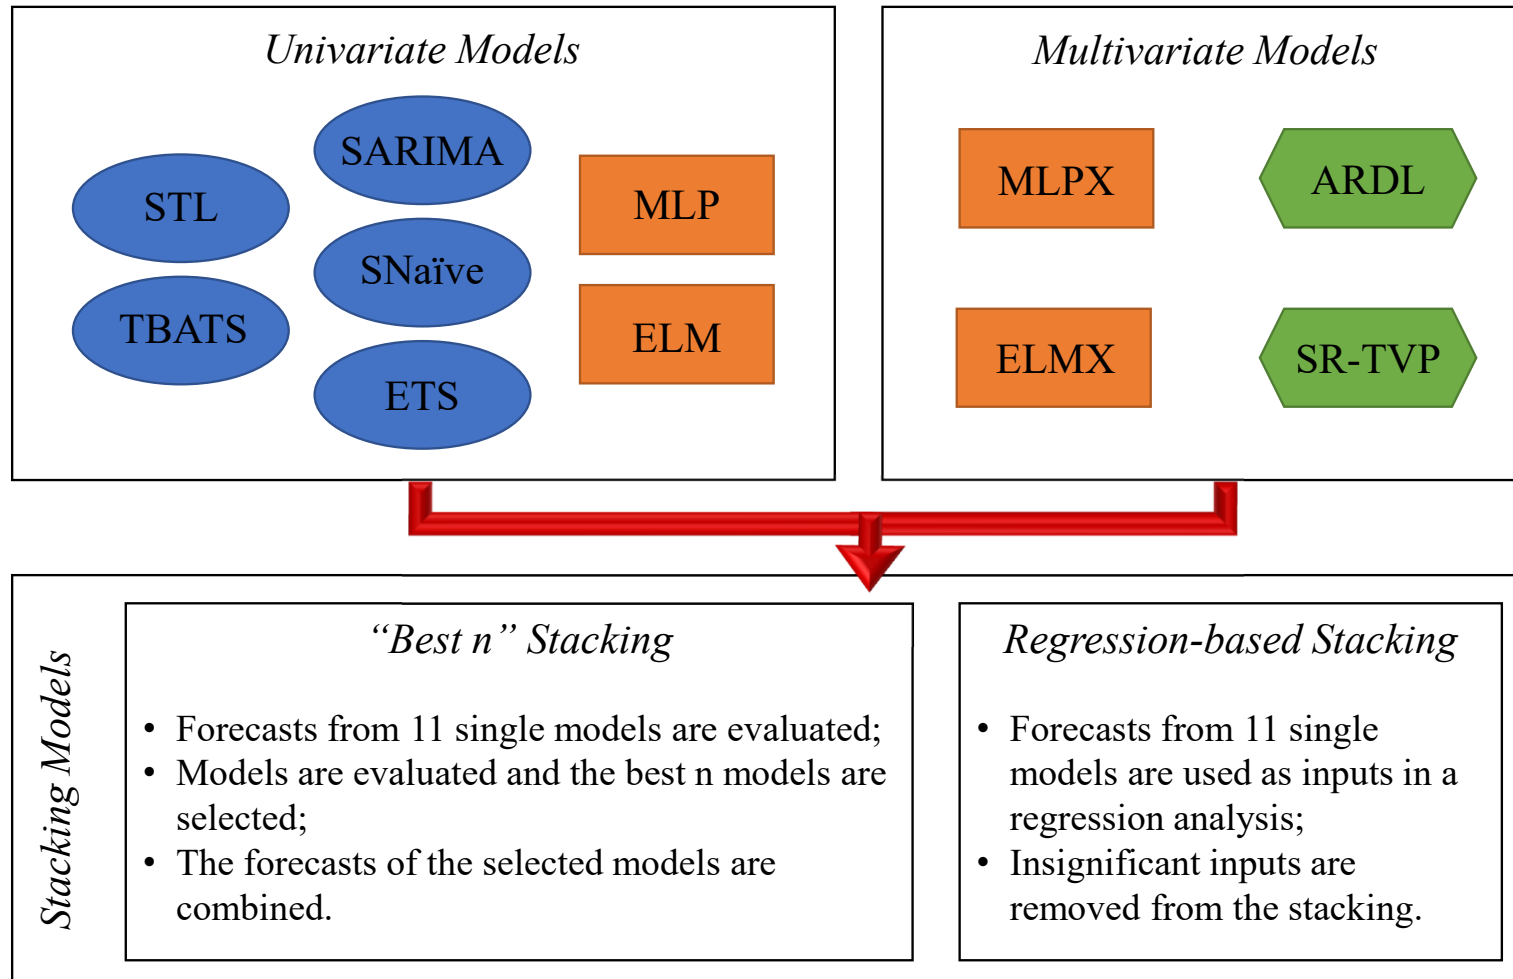 Univariate Models
SARIMA
STL
MLP
SNaïve
TBATS
ELM
ETS
Multivariate Models
MLPX
ARDL
ELMX
SR-TVP
Stacking Models
“Best n” Stacking
• Forecasts from 11 single models are evaluated;
• Models are evaluated and the best n models are
selected;
• The forecasts of the selected models are
combined.
Regression-based Stacking
• Forecasts from 11 single
models are used as inputs in a
regression analysis;
• Insignificant inputs are
removed from the stacking.